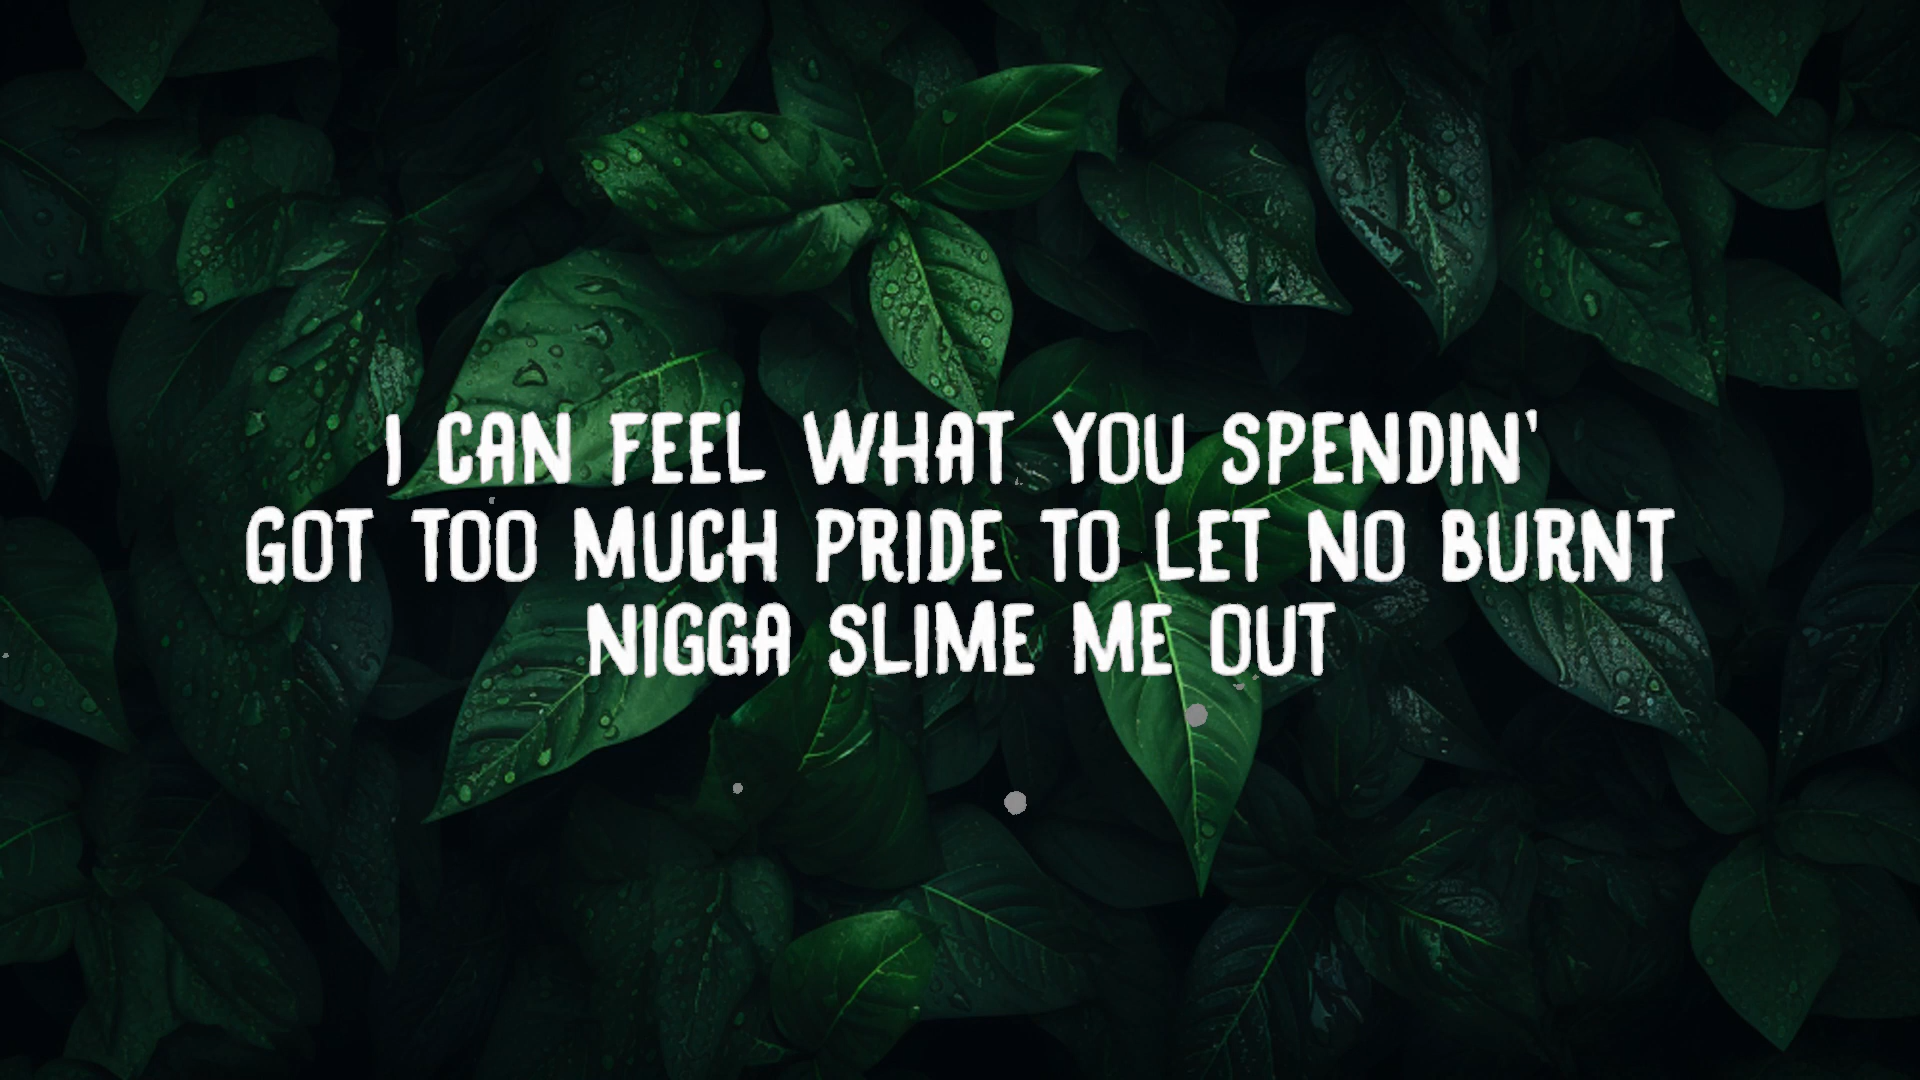 I CAN FEEL WHAT YOU SPENDIN'
GOT TOO MUCH PRIDE TO LET NO BURNT
NIGGA SLIME ME OUT